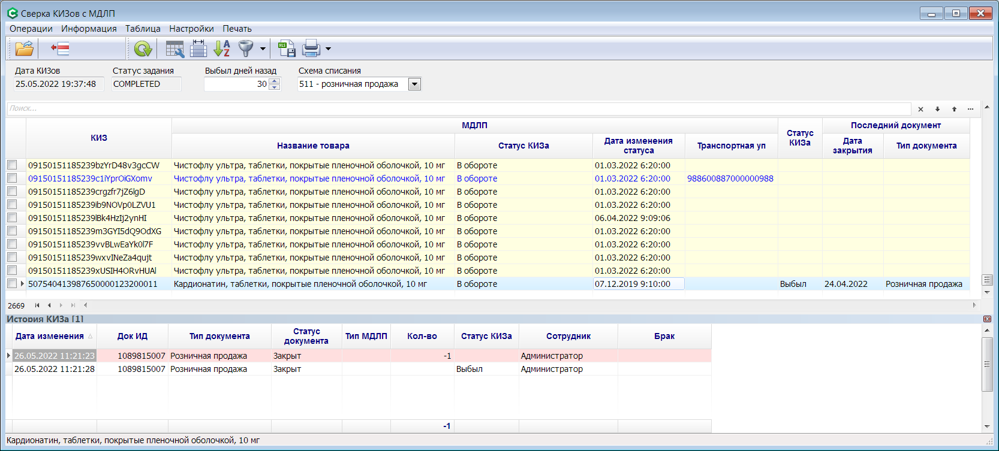 Сверка КИЗов с МДЛП
Операции Информация Таблица Настройки Печать
Дата КИЗов Статус задания Выбыл дней назад Схема списания
25.05.2022 19:37:48 COMPLETED 30 511 - розничная продажа
Поиск...
КИЗ МДЛП Статус КИЗа Последний документ
Название товара Статус КИЗа Дата изменения статуса Транспортная уп Дата закрытия Тип документа
09150151185239bzYrD48v3gcCW Чистофлу ультра, таблетки, покрытые пленочной оболочкой, 10 мг В обороте 01.03.2022 6:20:00
09150151185239c1iYprOiGXomv Чистофлу ультра, таблетки, покрытые пленочной оболочкой, 10 мг В обороте 01.03.2022 6:20:00 988600887000000988
09150151185239crgzfr7jZ6lgD Чистофлу ультра, таблетки, покрытые пленочной оболочкой, 10 мг В обороте 01.03.2022 6:20:00
09150151185239ib9NOVp0LZVU1 Чистофлу ультра, таблетки, покрытые пленочной оболочкой, 10 мг В обороте 01.03.2022 6:20:00
09150151185239lBk4HzIj2ynHI Чистофлу ультра, таблетки, покрытые пленочной оболочкой, 10 мг В обороте 06.04.2022 9:09:06
09150151185239m3GYI5dQ9OdXG Чистофлу ультра, таблетки, покрытые пленочной оболочкой, 10 мг В обороте 01.03.2022 6:20:00
09150151185239vvBLwEaYk0l7F Чистофлу ультра, таблетки, покрытые пленочной оболочкой, 10 мг В обороте 01.03.2022 6:20:00
09150151185239wxvINeZa4qujt Чистофлу ультра, таблетки, покрытые пленочной оболочкой, 10 мг В обороте 01.03.2022 6:20:00
09150151185239xUSIH4ORvHUAl Чистофлу ультра, таблетки, покрытые пленочной оболочкой, 10 мг В обороте 01.03.2022 6:20:00
507540413987650000123200011 Кардионатин, таблетки, покрытые пленочной оболочкой, 10 мг В обороте 07.12.2019 9:10:00 Выбыл 24.04.2022 Розничная продажа
2669
История КИЗа [1]
Дата изменения Док ИД Тип документа Статус документа Тип МДЛП Кол-во Статус КИЗа Сотрудник Брак
26.05.2022 11:21:23 1089815007 Розничная продажа Закрыт -1 Администратор
26.05.2022 11:21:28 1089815007 Розничная продажа Закрыт Выбыл Администратор
-1
Кардионатин, таблетки, покрытые пленочной оболочкой, 10 мг